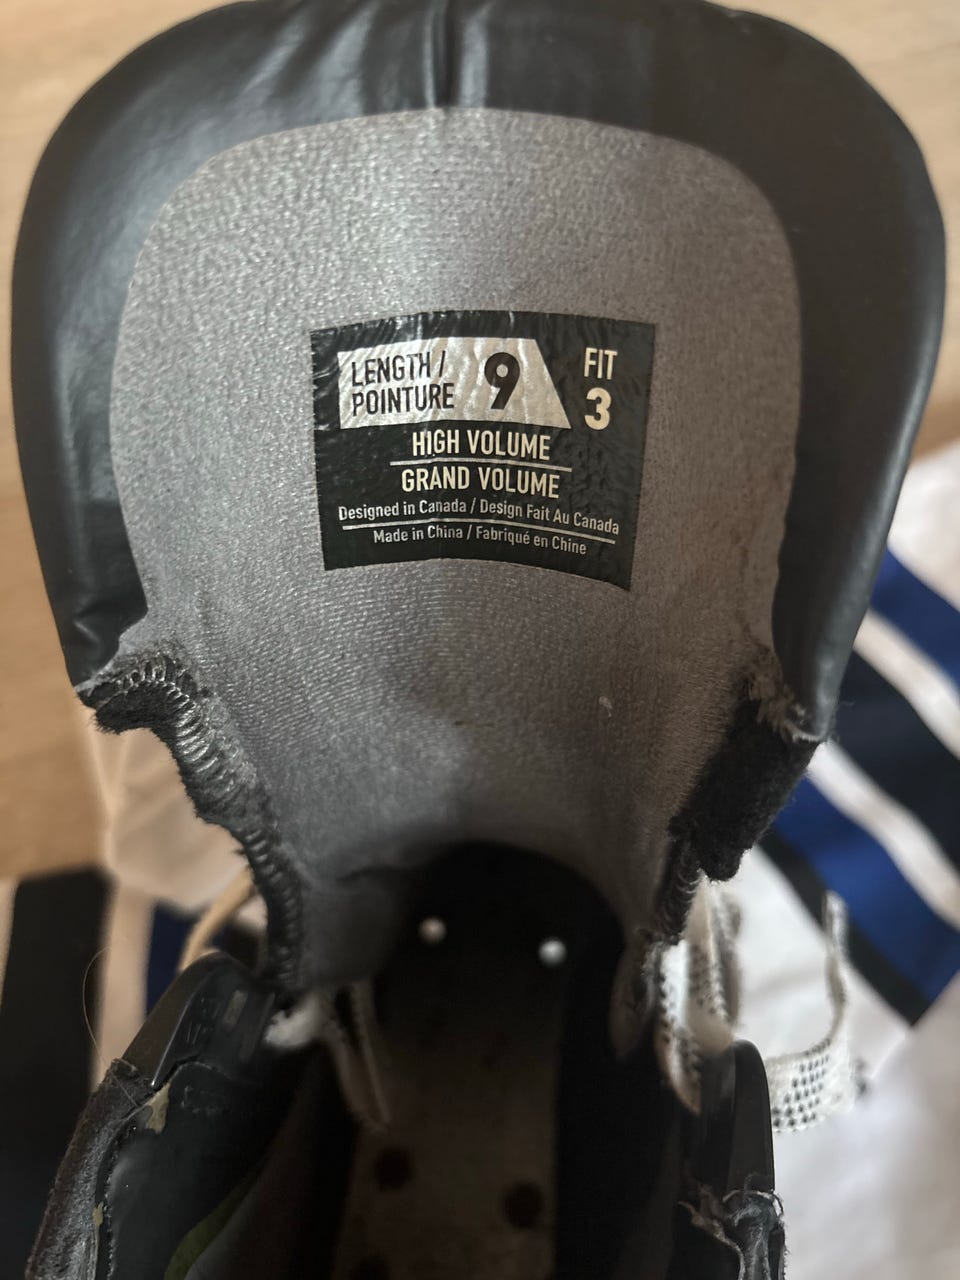 LENGTH / 9 FIT
POINTURE 3
HIGH VOLUME
GRAND VOLUME
Designed in Canada / Design Fait Au Canada
Made in China / Fabriqué en Chine